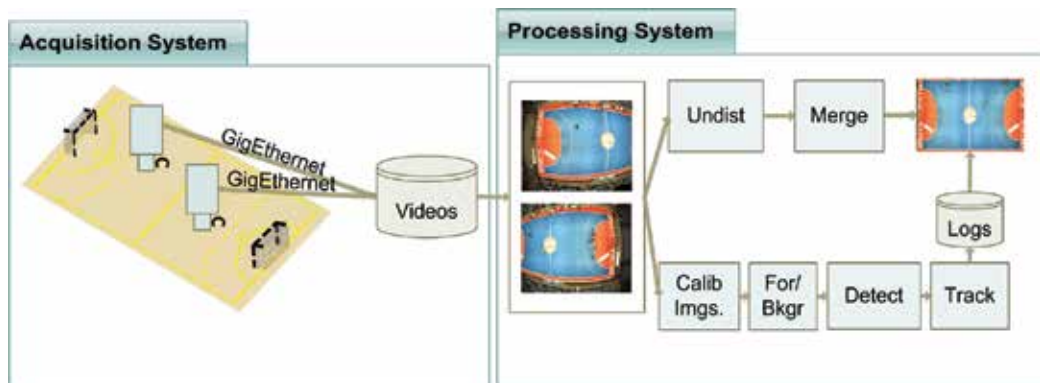 Acquisition System
GigEthernet
GigEthernet
Videos
Processing System
Undist
Merge
Logs
Calib
Imgs.
For/
Bkgr
Detect
Track